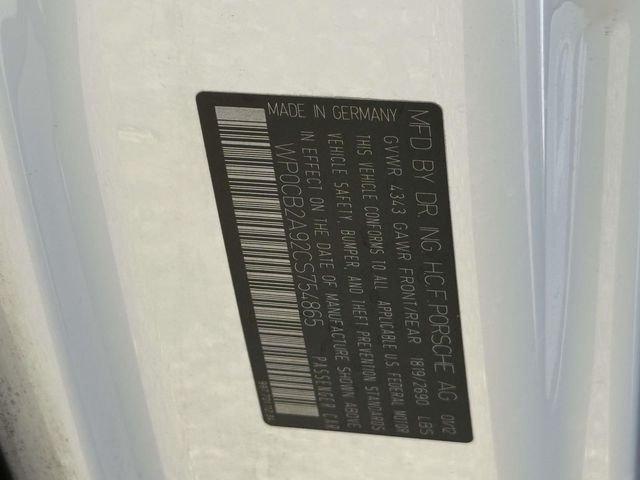 MFD BY DR. ING. H.C.F. PORSCHE AG 01/12
GVWR 4343 GAWR FRONT/REAR 1819/2690 LBS
THIS VEHICLE CONFORMS TO ALL APPLICABLE U.S. FEDERAL MOTOR
VEHICLE SAFETY, BUMPER, AND THEFT PREVENTION STANDARDS
IN EFFECT ON THE DATE OF MANUFACTURE SHOWN ABOVE
WP0CB2A92CS754865 PASSENGER CAR
MADE IN GERMANY